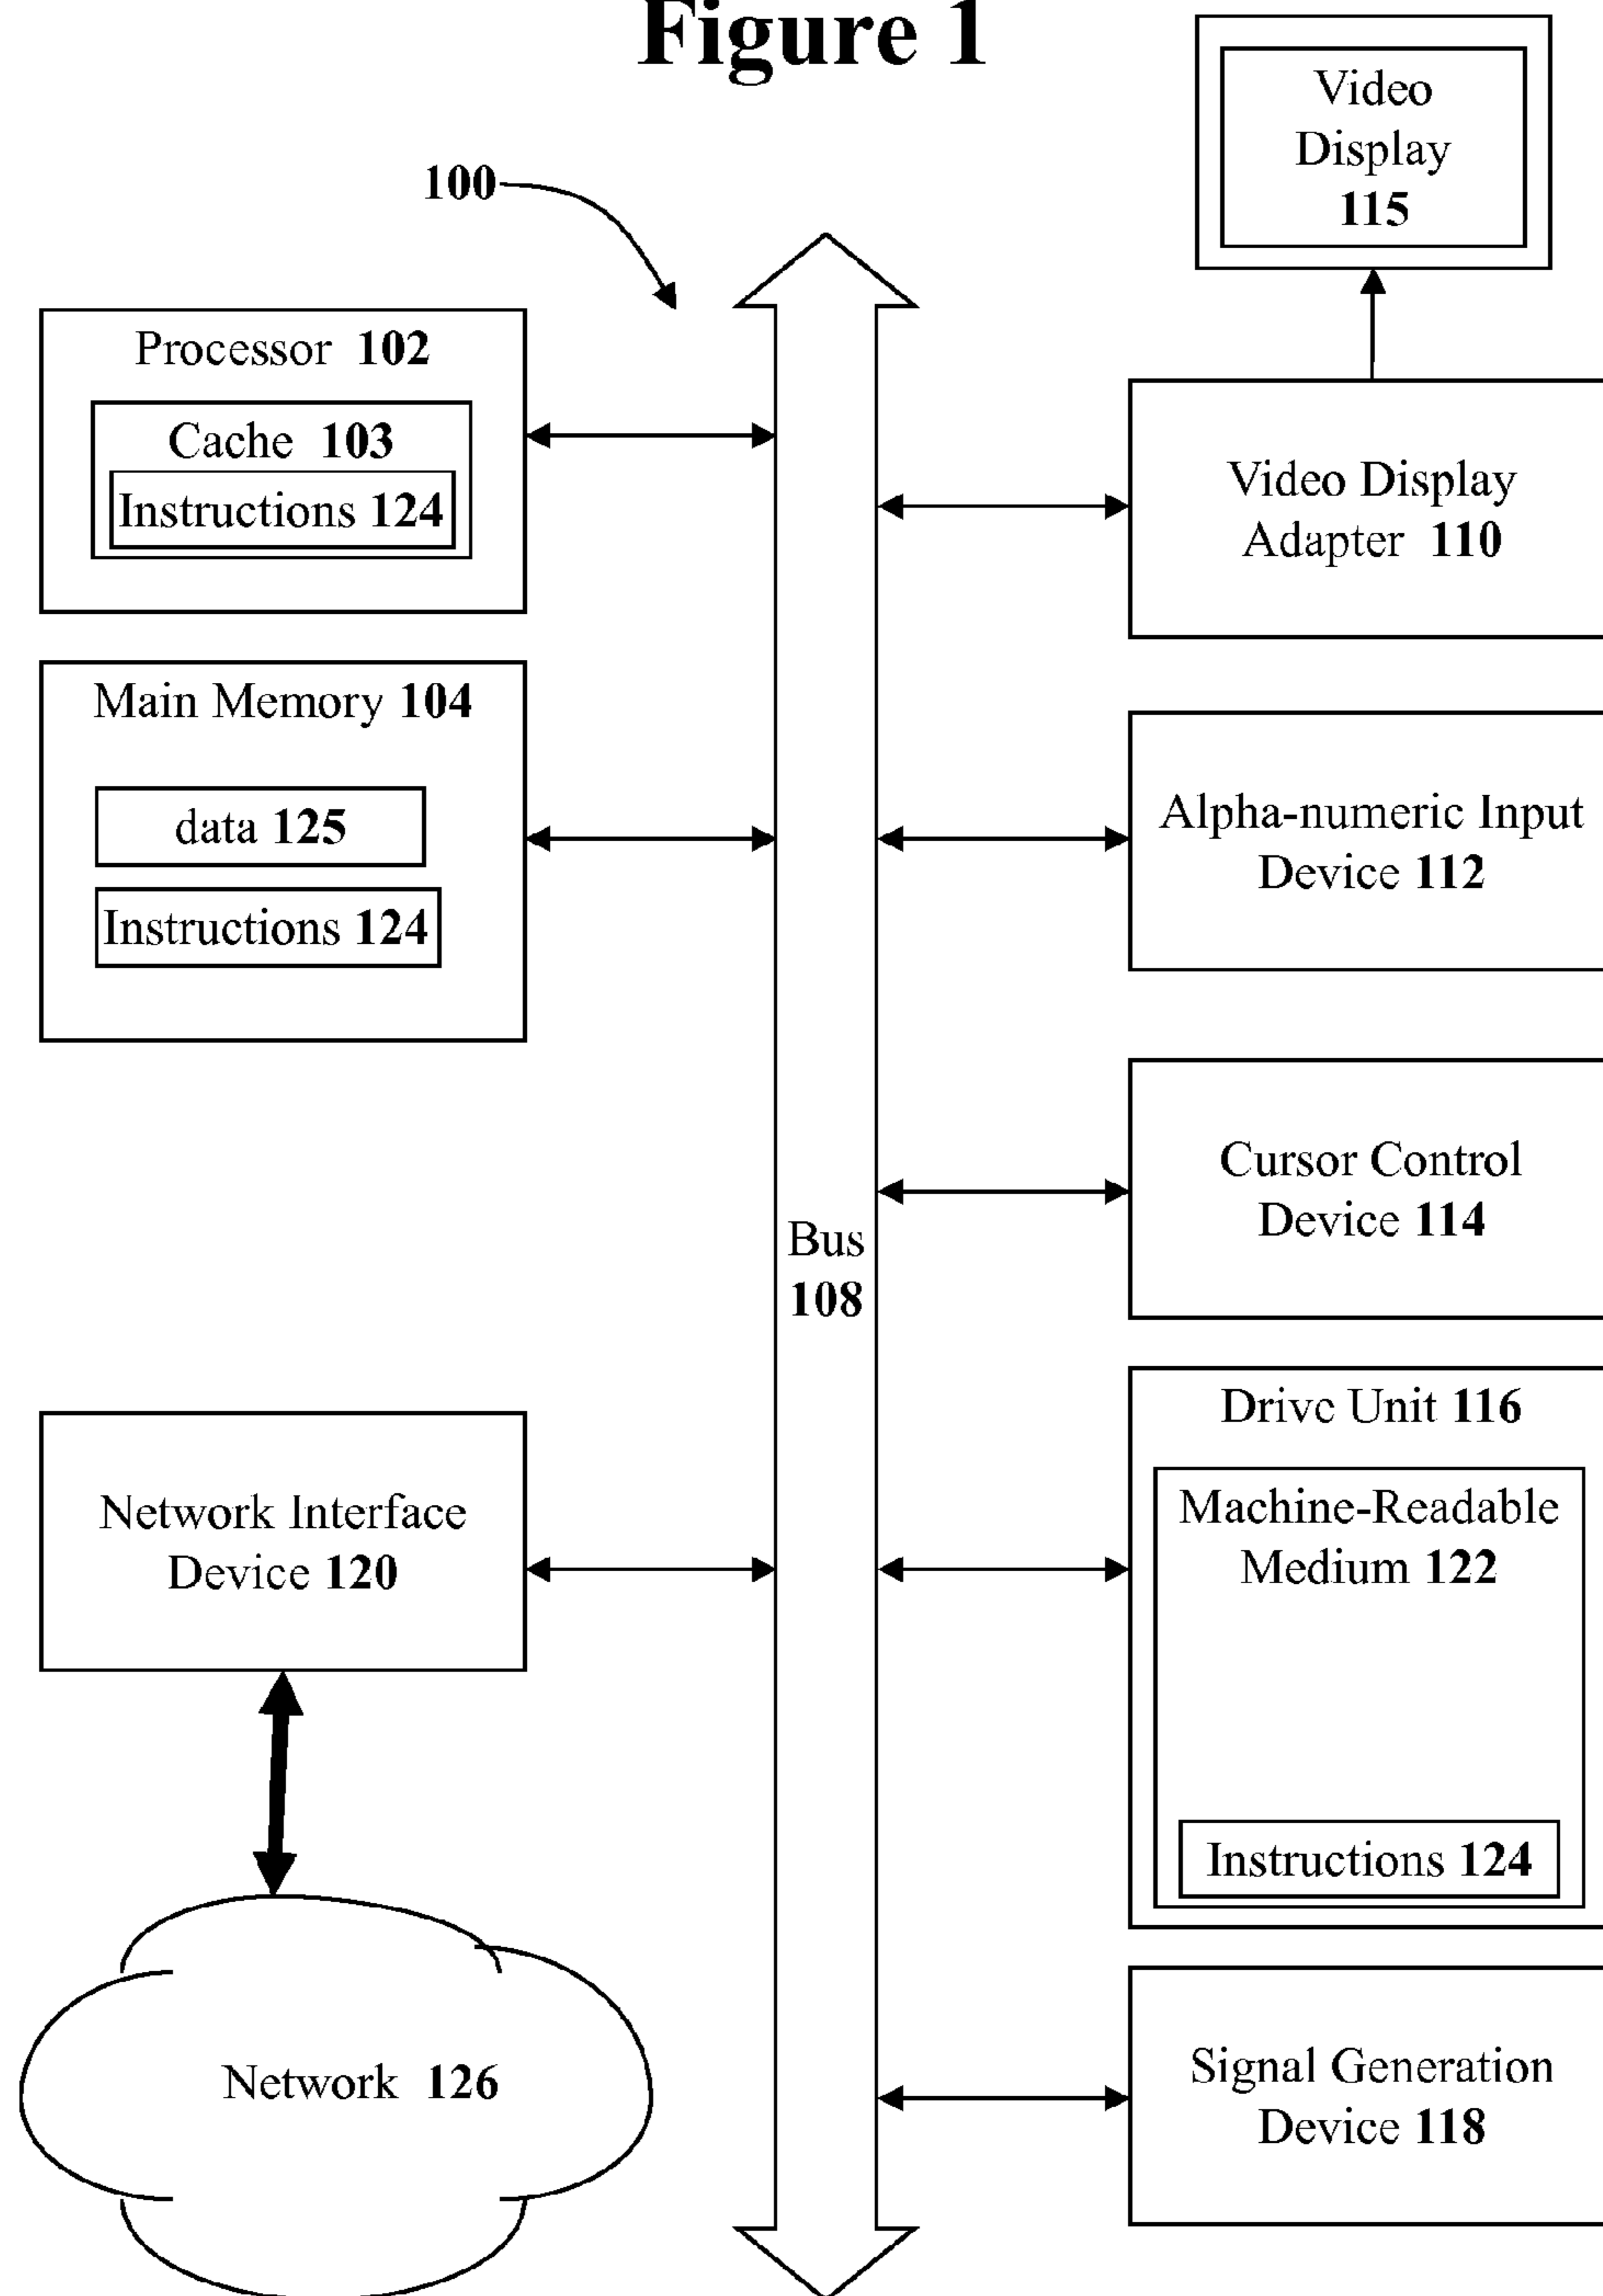 Figure 1
Video
Display
115
100
Processor 102
Cache 103
Instructions 124
Video Display
Adapter 110
Main Memory 104
data 125
Instructions 124
Alpha-numeric Input
Device 112
Cursor Control
Device 114
Bus
108
Drive Unit 116
Machine-Readable
Medium 122
Instructions 124
Network Interface
Device 120
Network 126
Signal Generation
Device 118